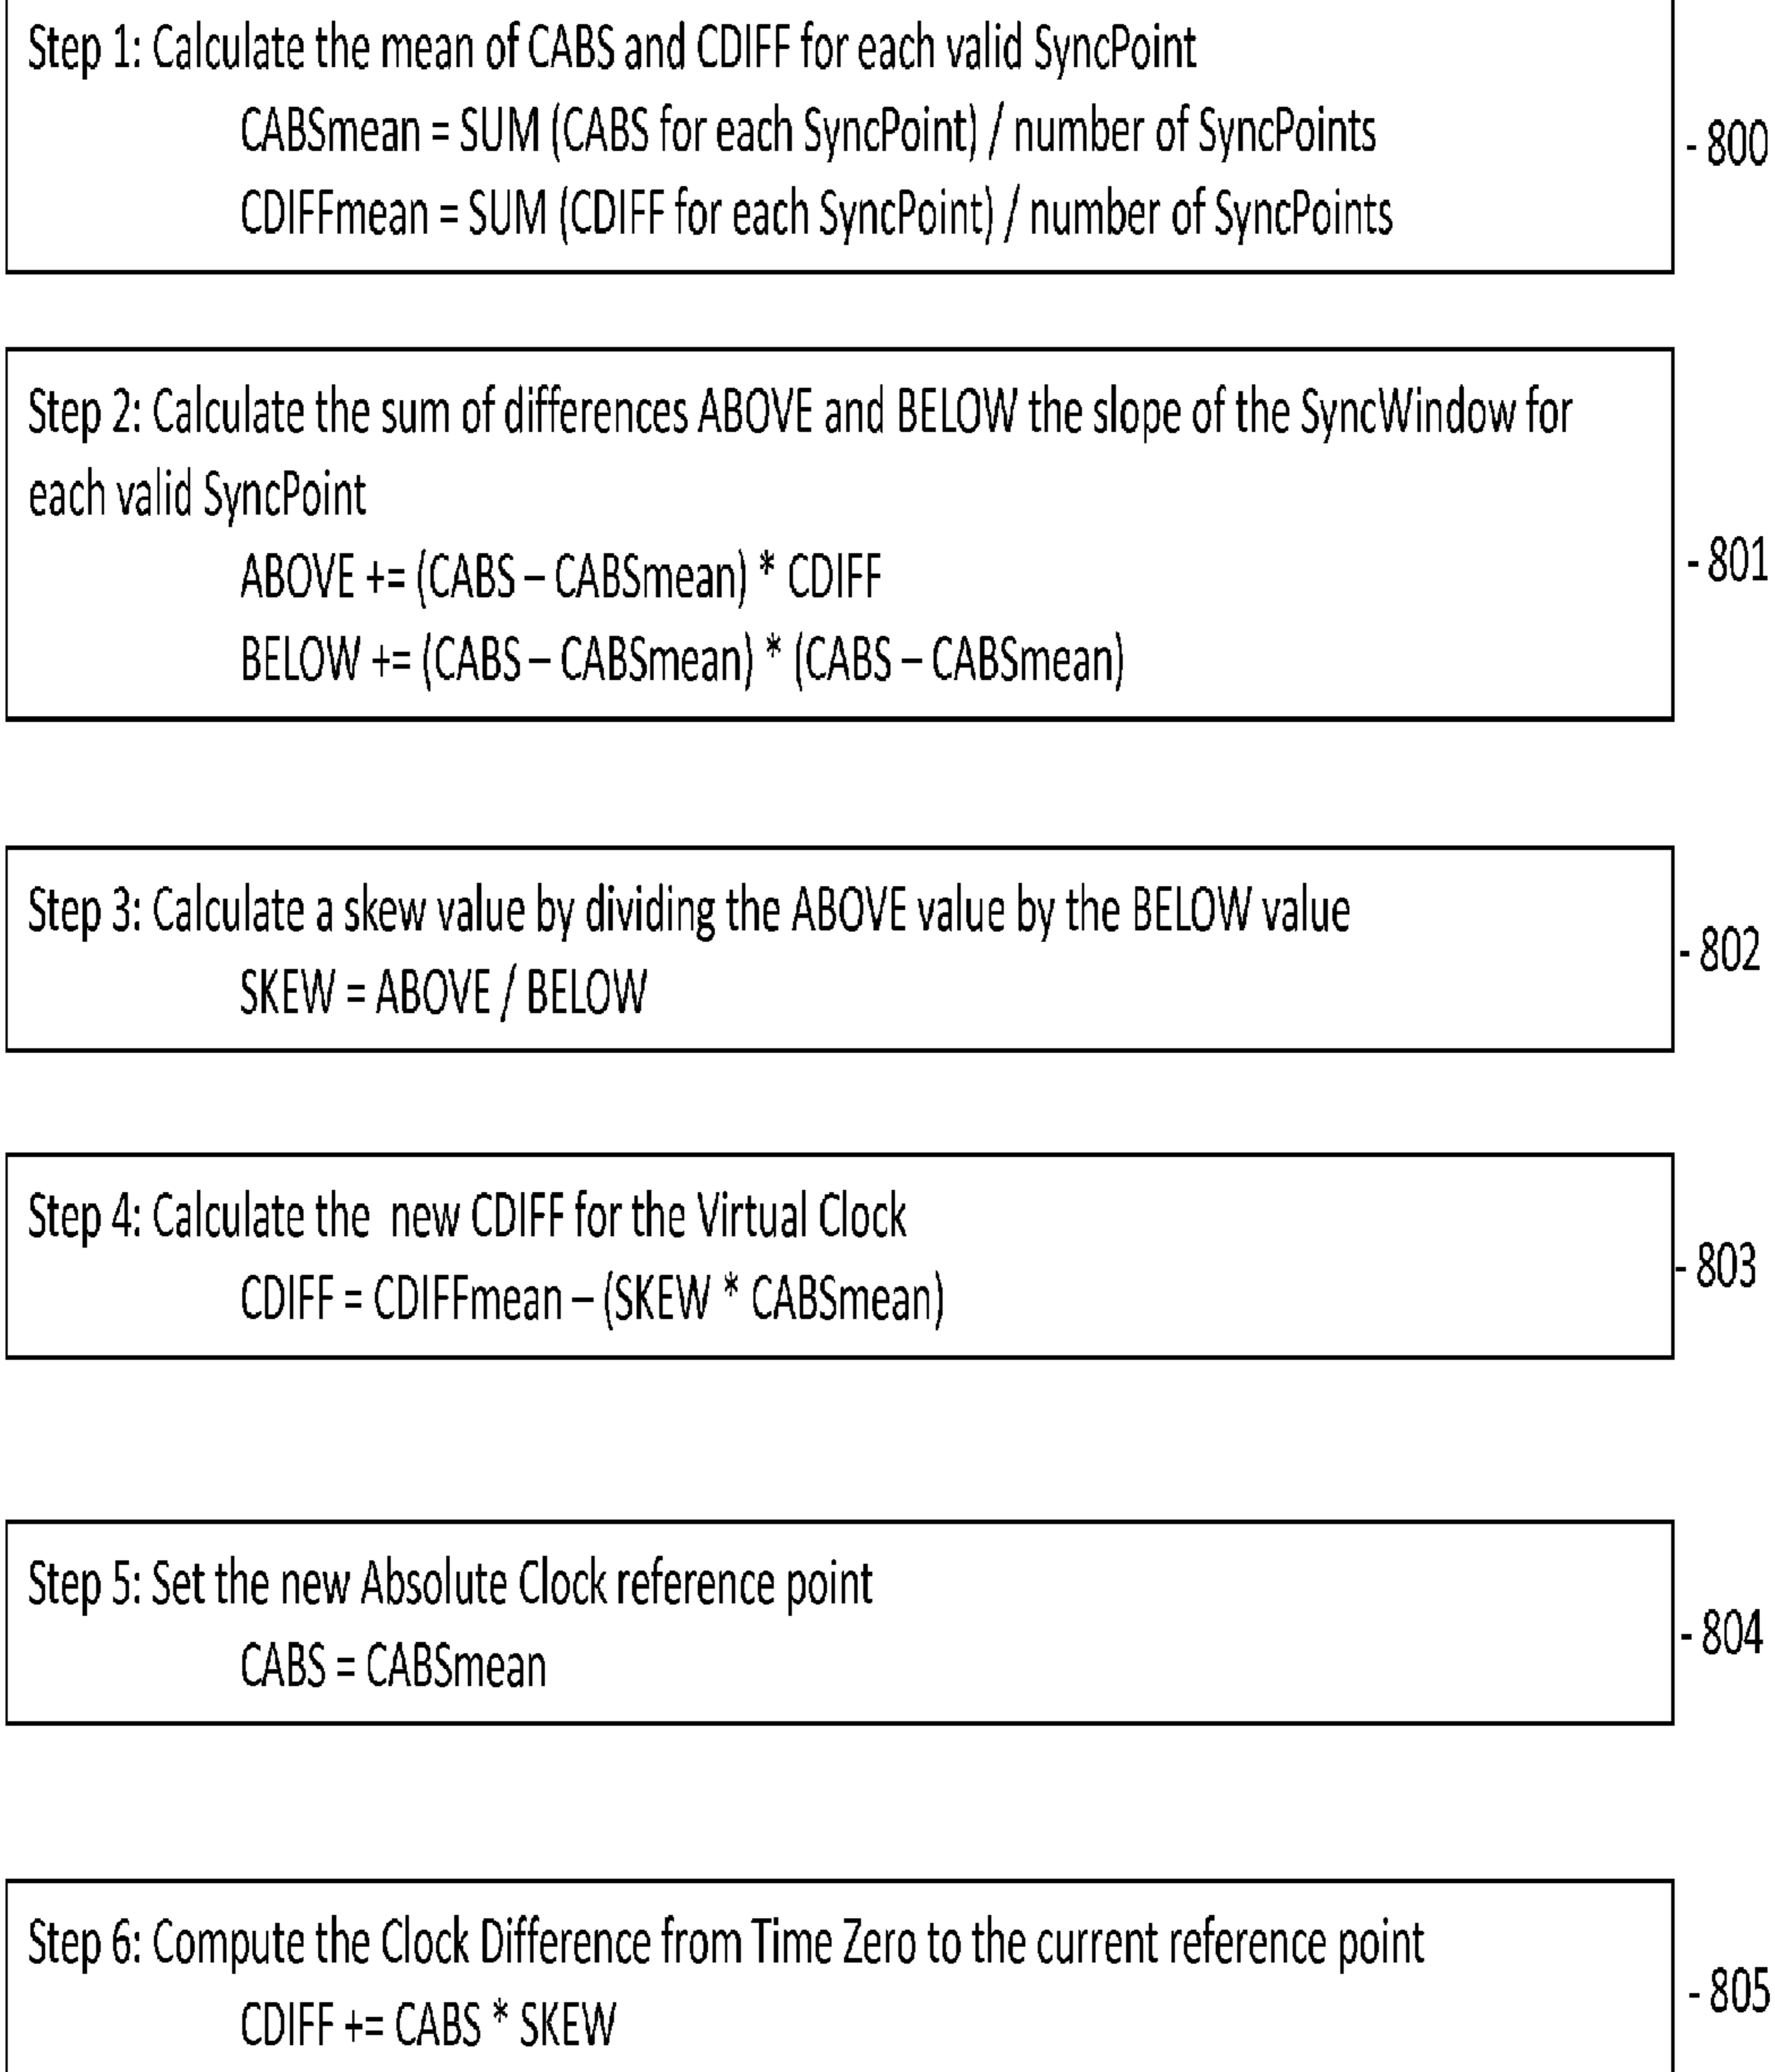 Step 1: Calculate the mean of CABS and CDIFF for each valid SyncPoint
CABSmean = SUM (CABS for each SyncPoint) / number of SyncPoints
- 800
CDIFFmean = SUM (CDIFF for each SyncPoint) / number of SyncPoints
Step 2: Calculate the sum of differences ABOVE and BELOW the slope of the SyncWindow for
each valid SyncPoint
ABOVE += (CABS – CABSmean) * CDIFF
- 801
BELOW += (CABS – CABSmean) * (CABS – CABSmean)
Step 3: Calculate a skew value by dividing the ABOVE value by the BELOW value
- 802
SKEW = ABOVE / BELOW
Step 4: Calculate the new CDIFF for the Virtual Clock
- 803
CDIFF = CDIFFmean – (SKEW * CABSmean)
Step 5: Set the new Absolute Clock reference point
- 804
CABS = CABSmean
Step 6: Compute the Clock Difference from Time Zero to the current reference point
- 805
CDIFF += CABS * SKEW